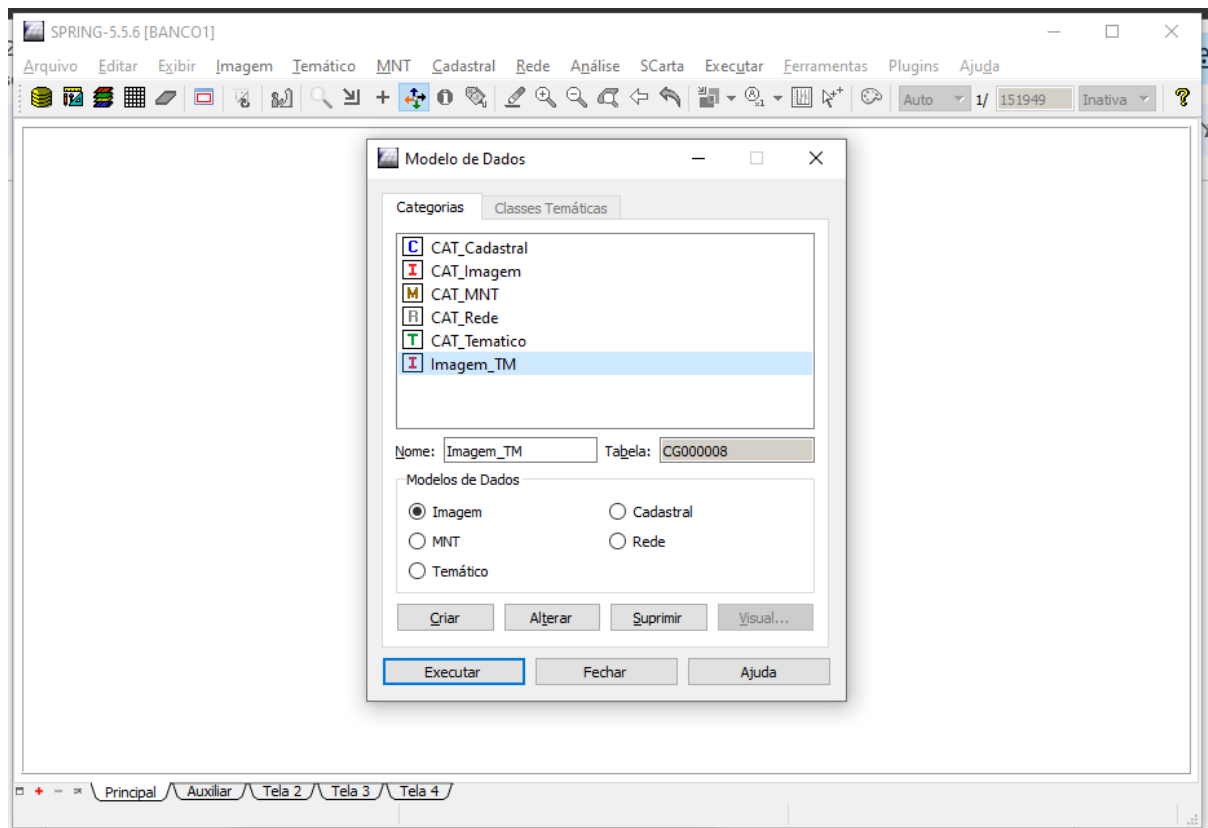 SPRING-5.5.6 [BANCO1]
Arquivo Editar Exibir Imagem Temático MNT Cadastral Rede Análise SCarta Executar Ferramentas Plugins Ajuda
Auto 1/ 151949 Inativa
Modelo de Dados
Categorias Classes Temáticas
C CAT_Cadastral
I CAT_Imagem
M CAT_MNT
R CAT_Rede
T CAT_Tematico
I Imagem_TM
Nome: Imagem_TM Tabela: CG000008
Modelos de Dados
Imagem Cadastral
MNT Rede
Temático
Criar Alterar Suprimir Visual...
Executar Fechar Ajuda
Principal Auxiliar Tela 2 Tela 3 Tela 4